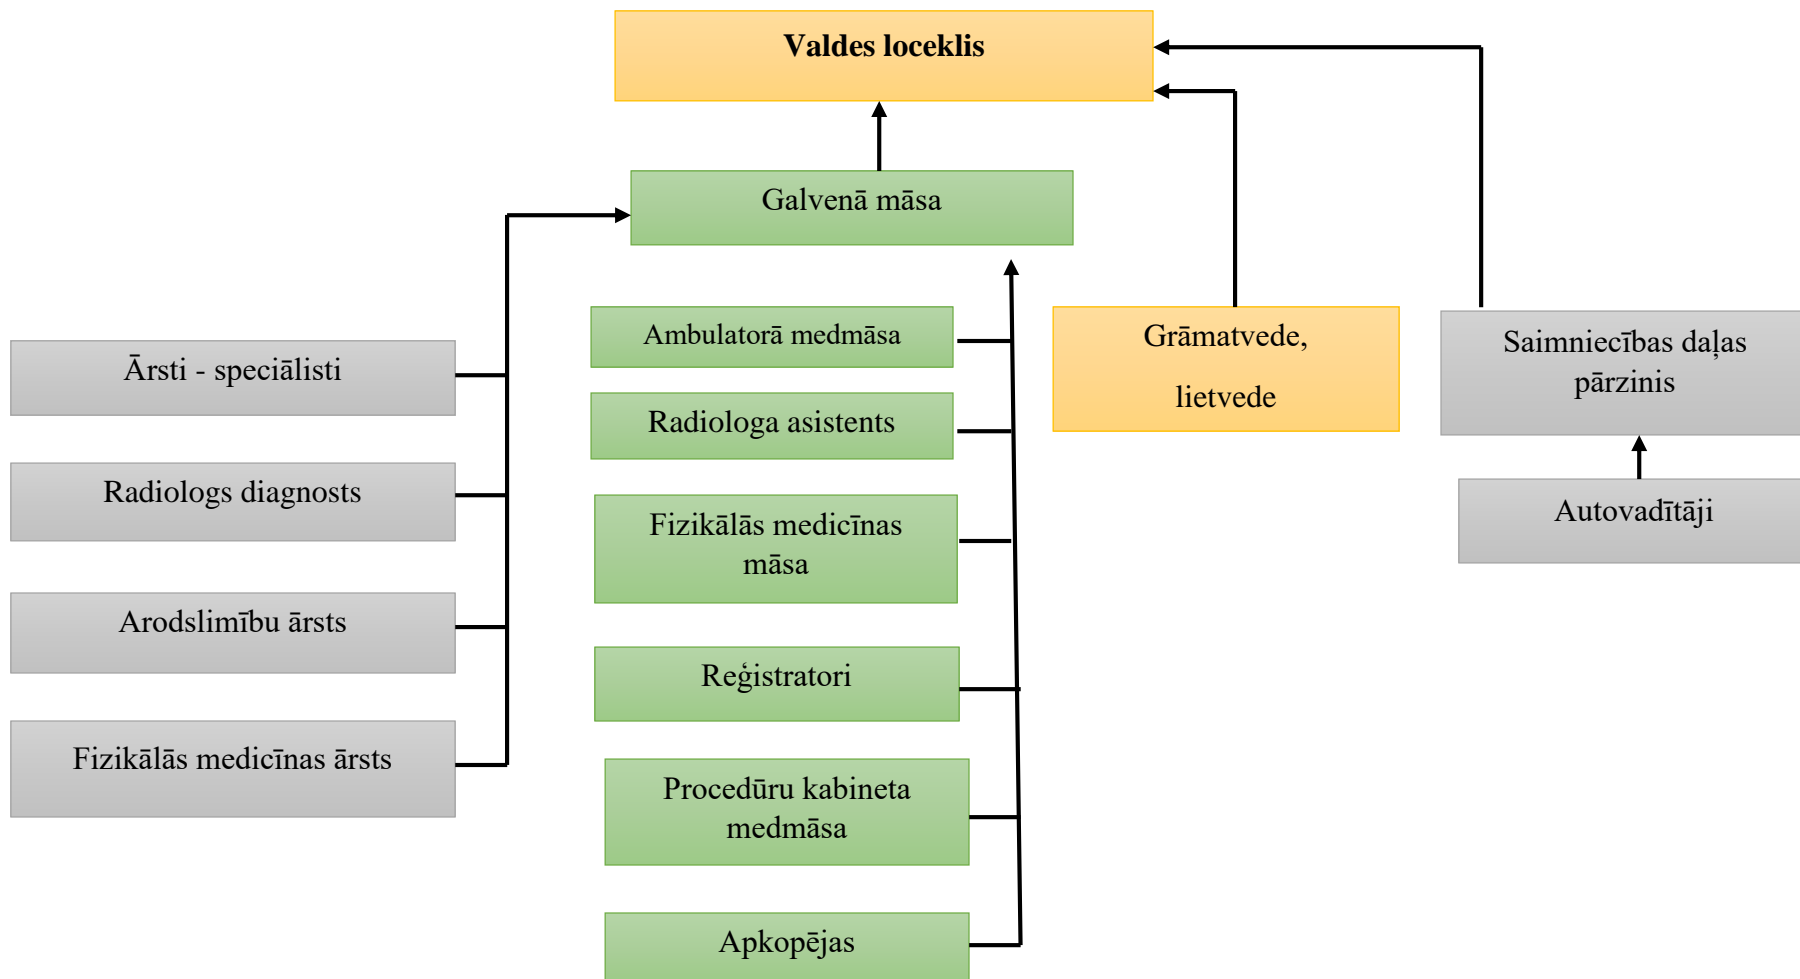 Valdes loceklis
Galvenā māsa
Ambulatorā medmāsa
Grāmatvede,
lietvede
Saimniecības daļas
pārzinis
Ārsti - speciālisti
Radiologa asistents
Radiologs diagnosts
Autovadītāji
Fizikālās medicīnas
māsa
Arodslimību ārsts
Reģistratori
Fizikālās medicīnas ārsts
Procedūru kabineta
medmāsa
Apkopējas